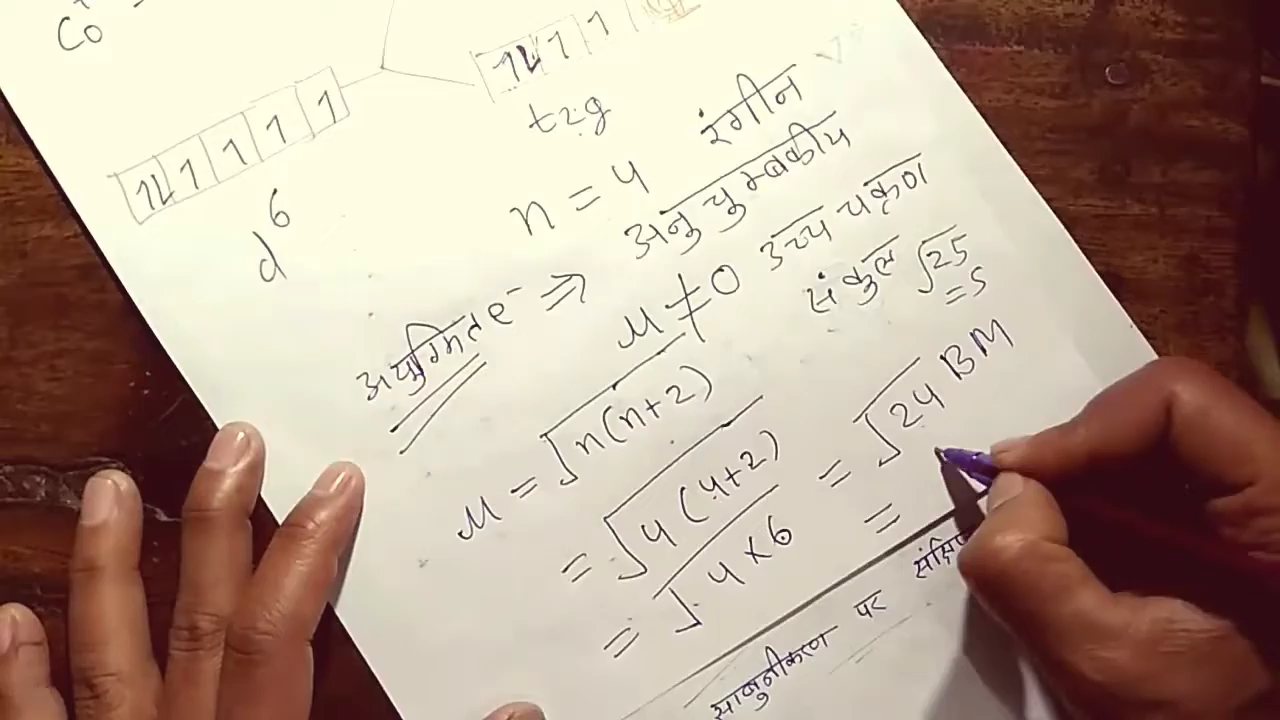 Co
1 1 1 1
t2g
1 1 1 1 1
d⁶
n = 4 रंगीन
अयुग्मित e⁻ ⇒ अनुचुम्बकीय
μ ≠ 0 उच्च चक्रण
संकुल √25
= 5
μ = √n(n+2)
= √4(4+2) = √24 BM
= √4×6 =
साबुनीकरण पर